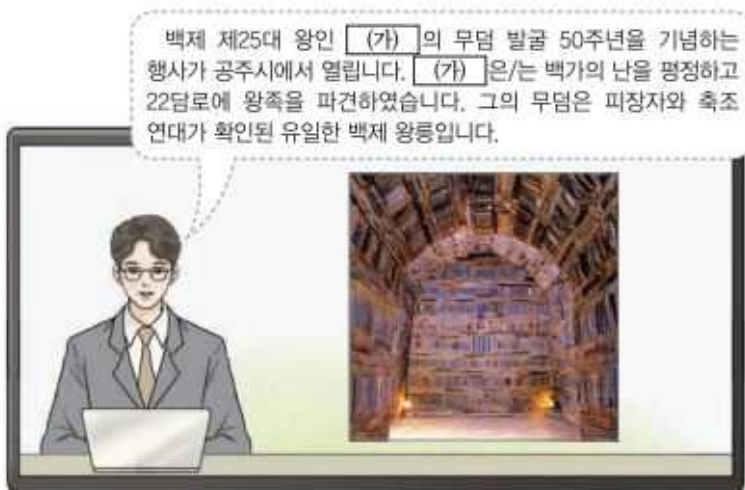 백제 제25대 왕인 (가) 의 무덤 발굴 50주년을 기념하는
행사가 공주시에서 열립니다. (가) 은/는 백가의 난을 평정하고
22담로에 왕족을 파견하였습니다. 그의 무덤은 피장자와 축조
연대가 확인된 유일한 백제 왕릉입니다.